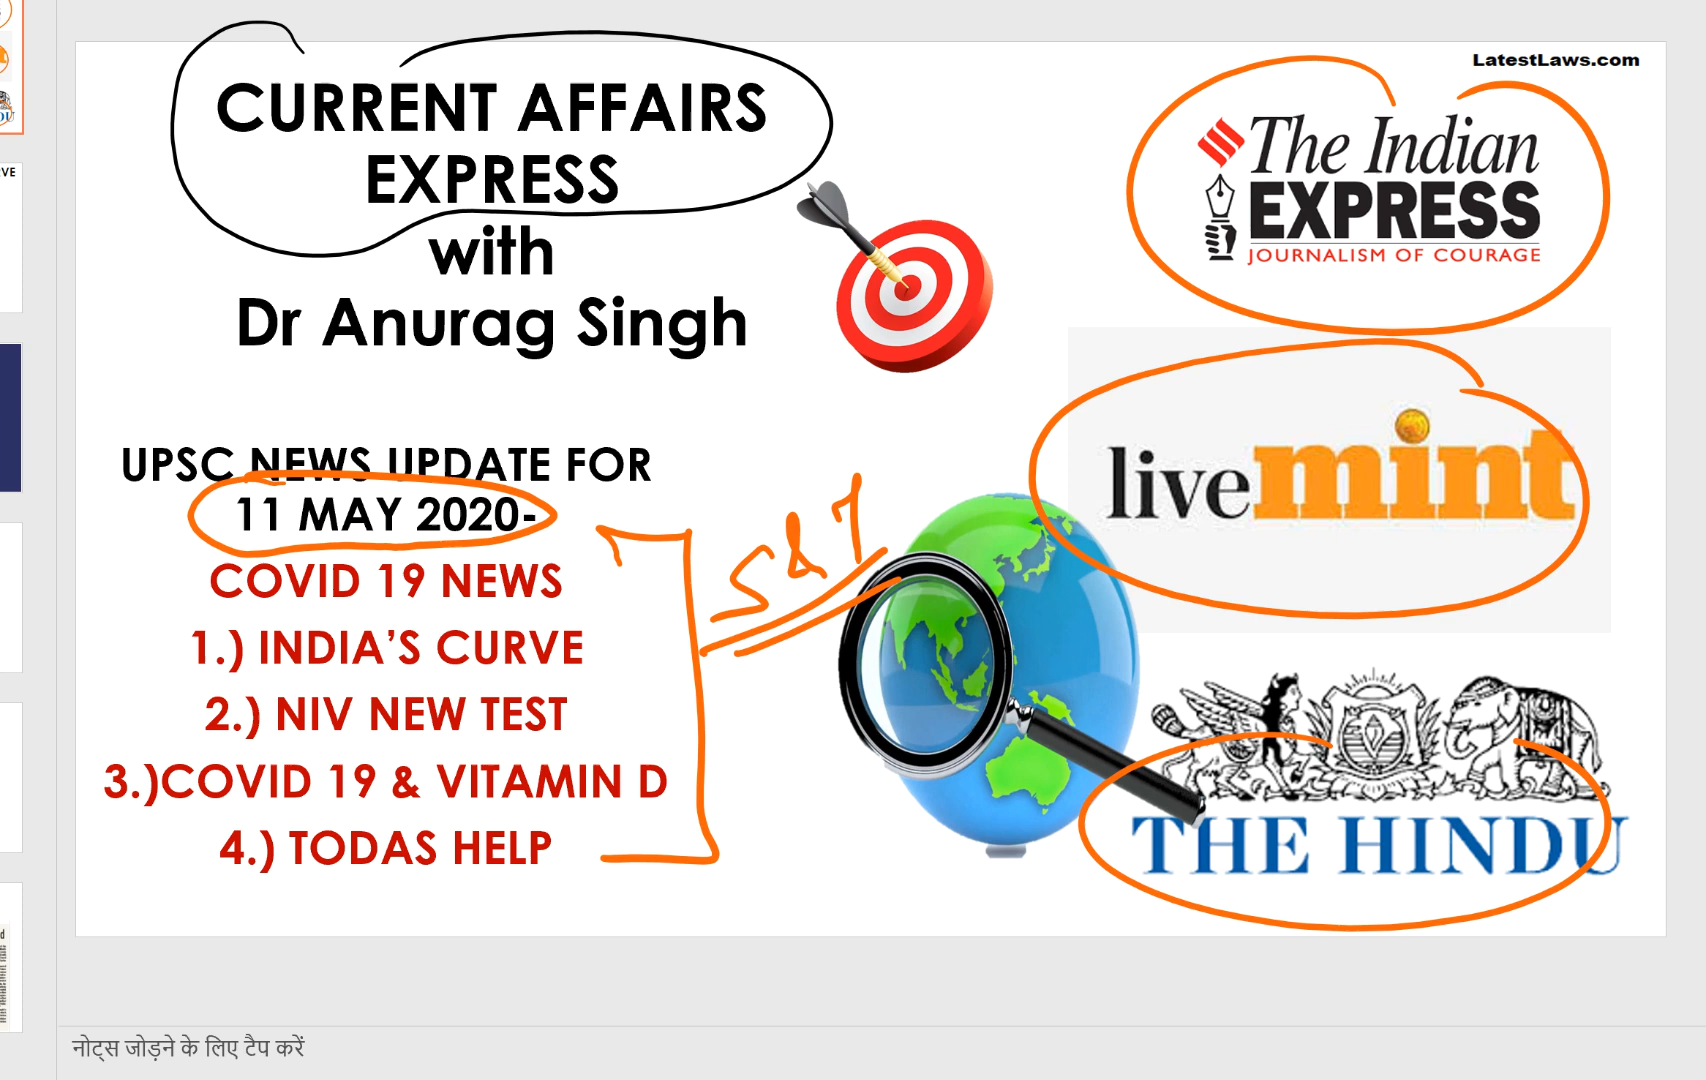 LatestLaws.com
CURRENT AFFAIRS
EXPRESS
with
Dr Anurag Singh
The Indian
EXPRESS
JOURNALISM OF COURAGE
UPSC NEWS UPDATE FOR
11 MAY 2020-
COVID 19 NEWS
1.) INDIA’S CURVE
2.) NIV NEW TEST
3.)COVID 19 & VITAMIN D
4.) TODAS HELP
S&T
livemint
THE HINDU
VE
नोट्स जोड़ने के लिए टैप करें